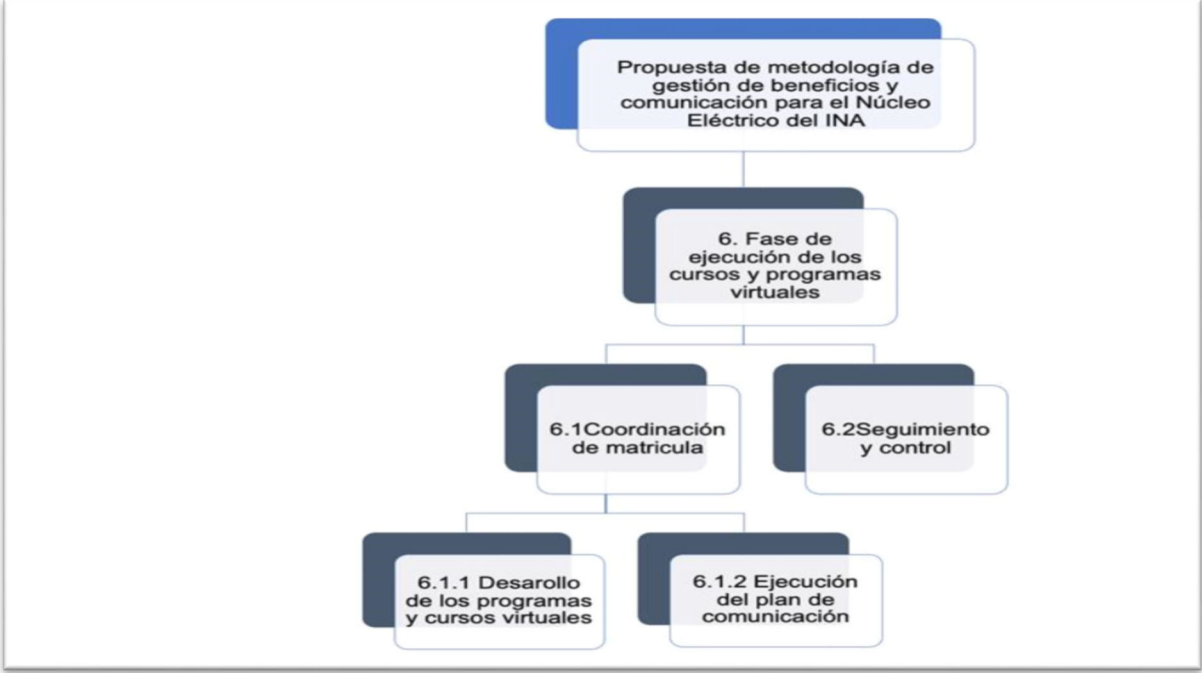 Propuesta de metodología de
gestión de beneficios y
comunicación para el Núcleo
Eléctrico del INA
6. Fase de
ejecución de los
cursos y programas
virtuales
6.1Coordinación
de matricula
6.2Seguimiento
y control
6.1.1 Desarollo
de los programas
y cursos virtuales
6.1.2 Ejecución
del plan de
comunicación